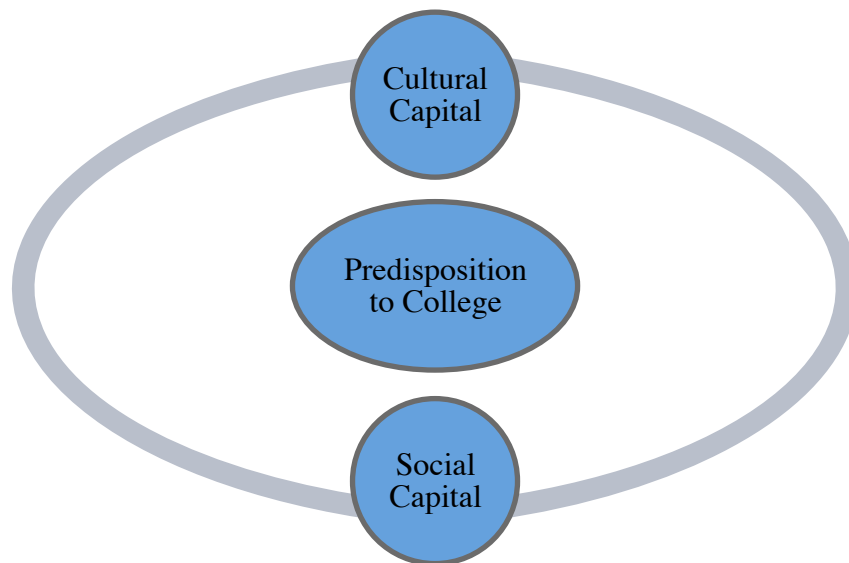 Cultural
Capital
Predisposition
to College
Social
Capital